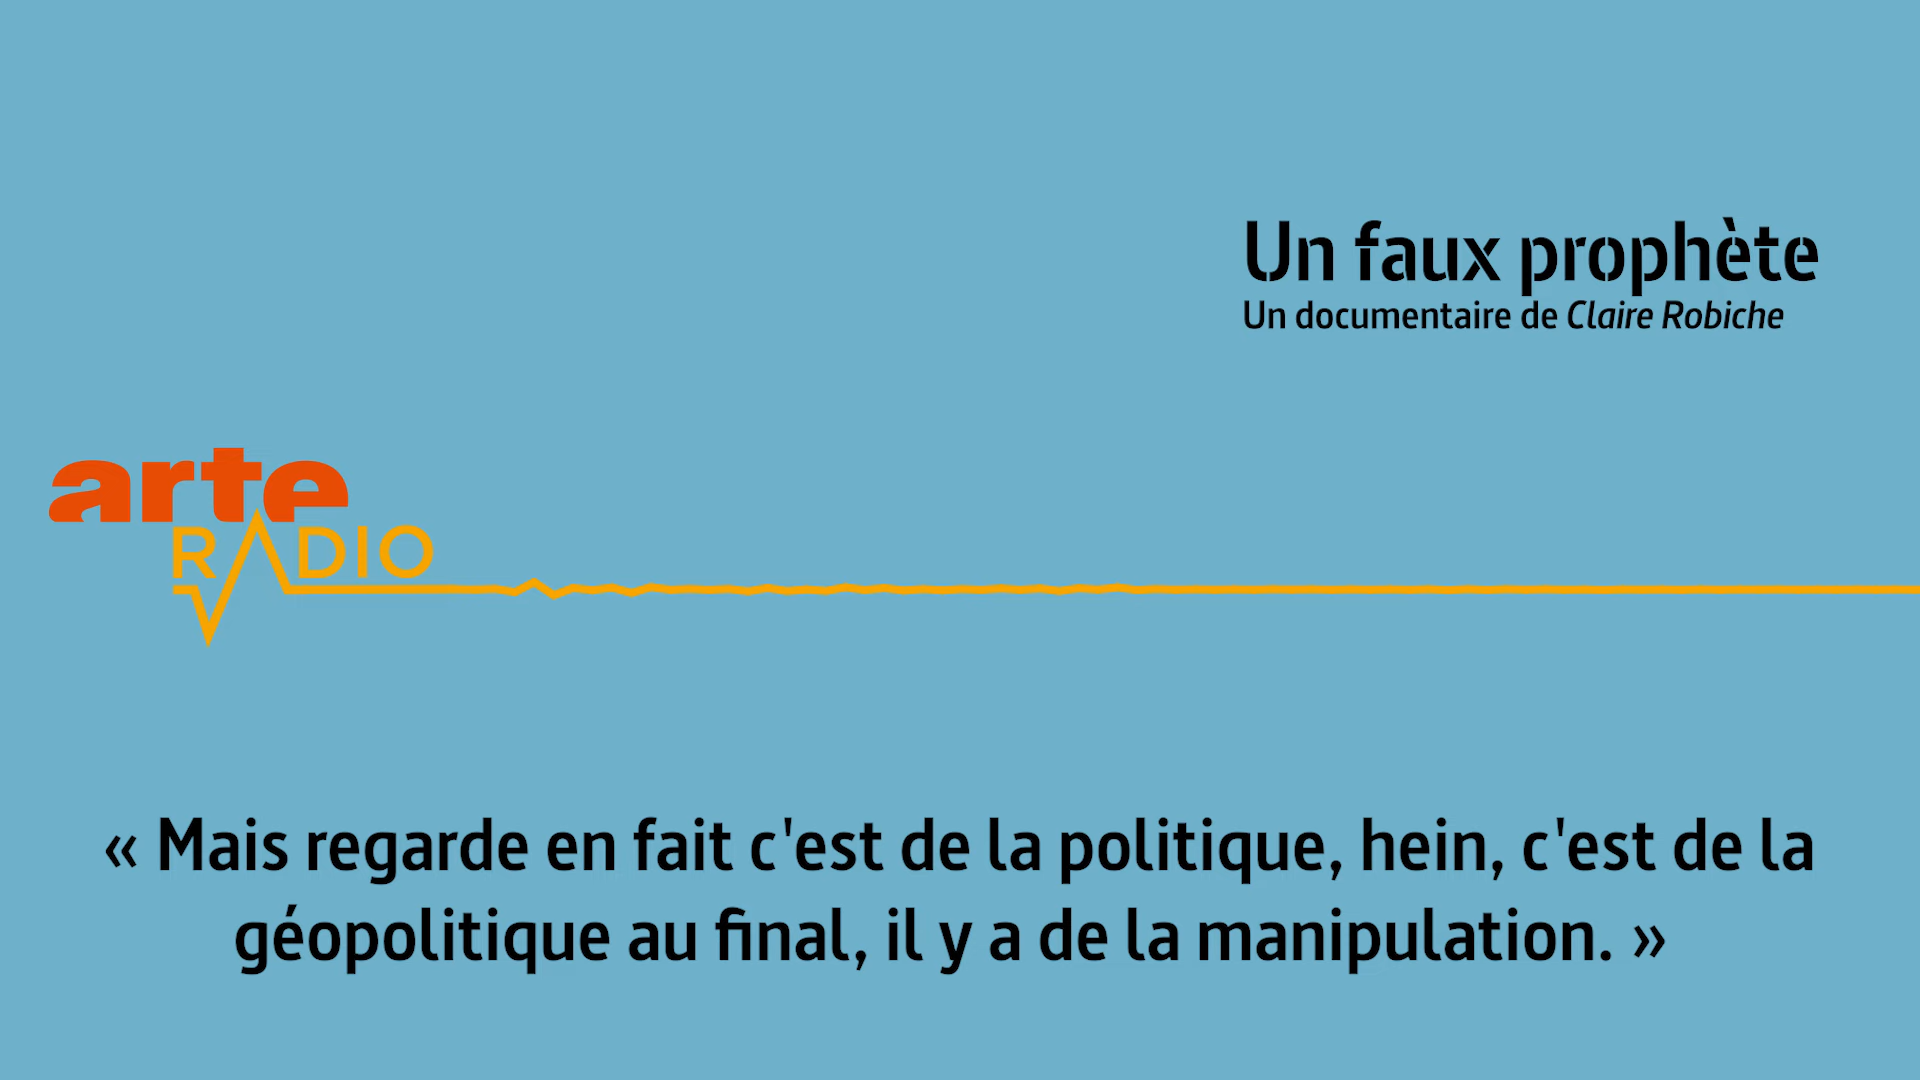 Un faux prophète
Un documentaire de Claire Robiche
arte
RADIO
« Mais regarde en fait c'est de la politique, hein, c'est de la
géopolitique au final, il y a de la manipulation. »